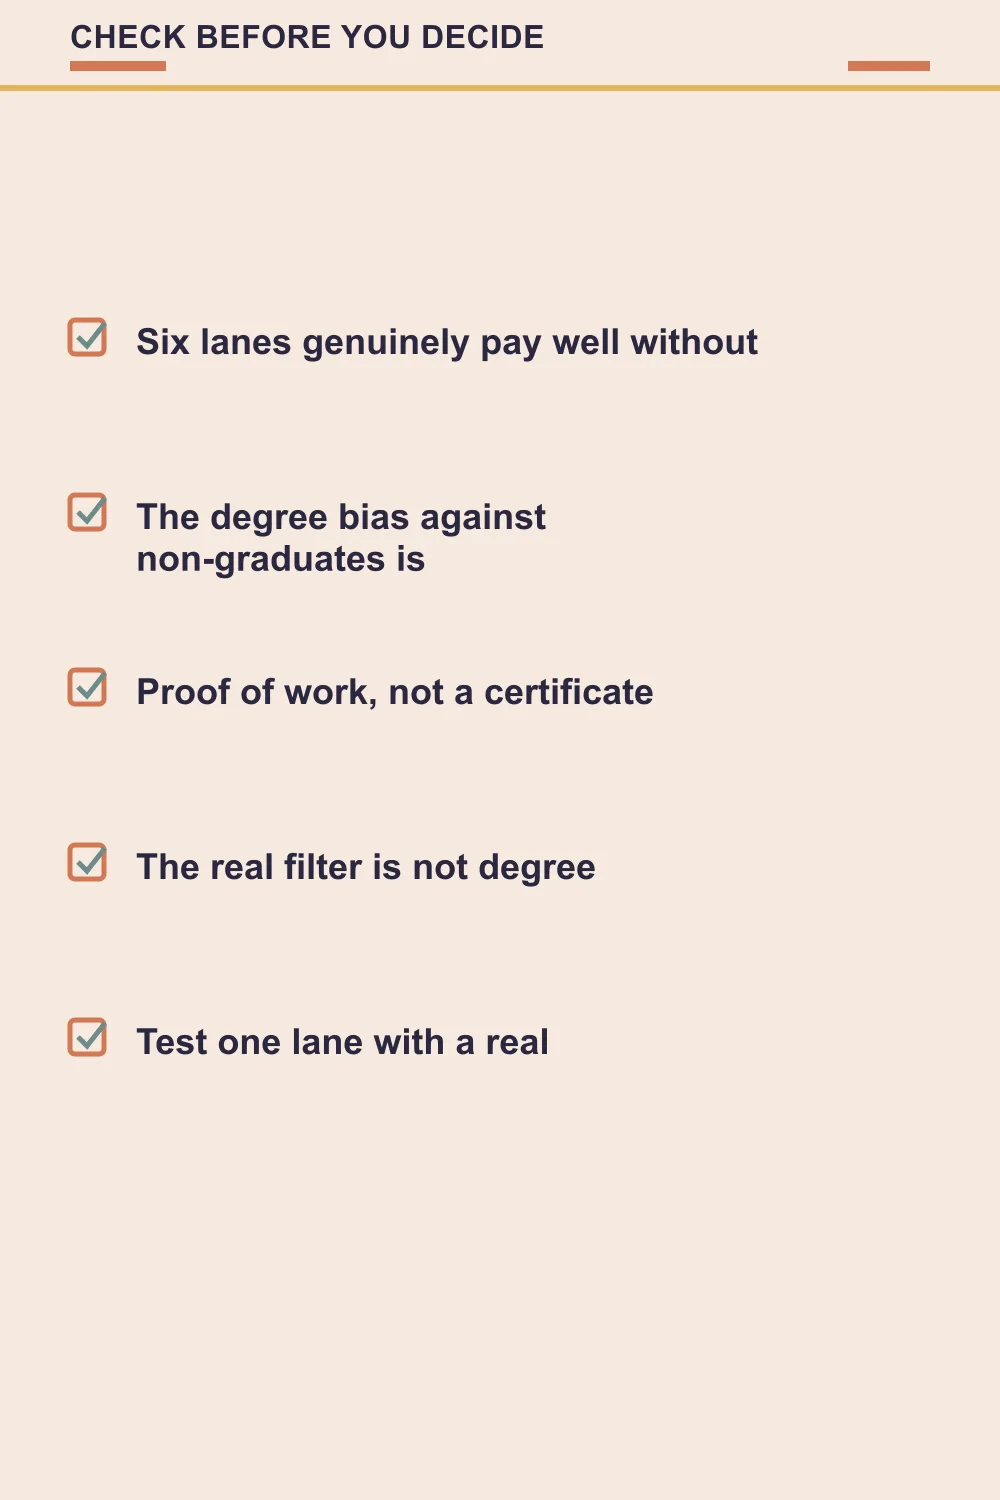 CHECK BEFORE YOU DECIDE
Six lanes genuinely pay well without
The degree bias against
non-graduates is
Proof of work, not a certificate
The real filter is not degree
Test one lane with a real